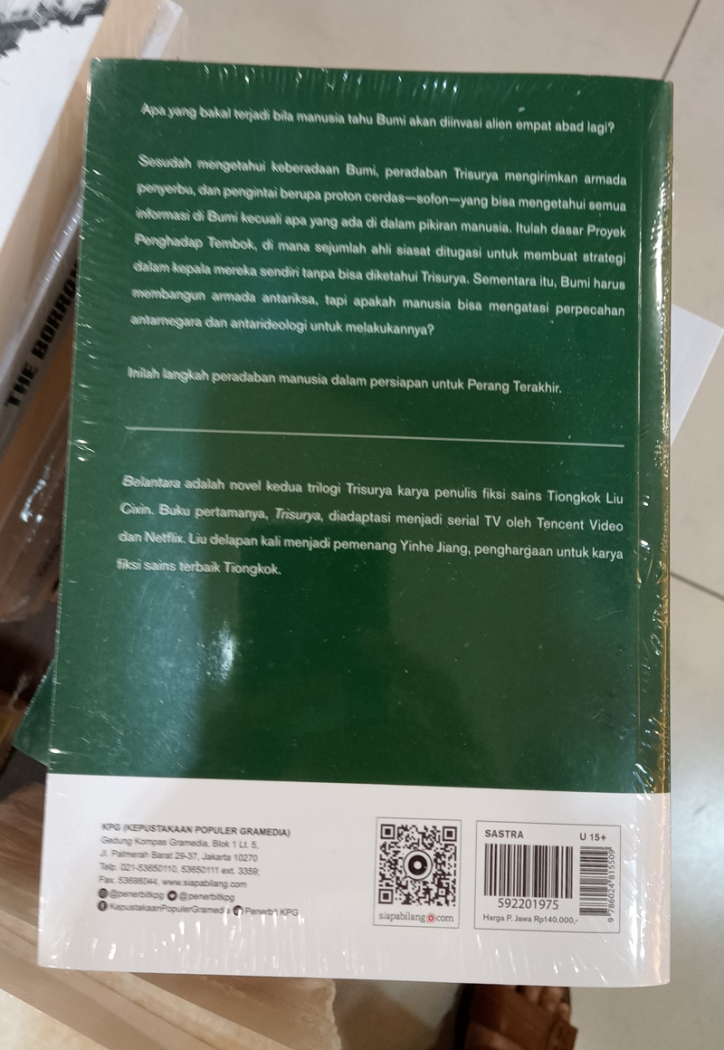 Apa yang bakal terjadi bila manusia tahu Bumi akan diinvasi alien empat abad lagi?
Sesudah mengetahui keberadaan Bumi, peradaban Trisurya mengirimkan armada
penyerbu, dan pengintai berupa proton cerdas—sofon—yang bisa mengetahui semua
informasi di Bumi kecuali apa yang ada di dalam pikiran manusia. Itulah dasar Proyek
Penghadap Tembok, di mana sejumlah ahli siasat ditugasi untuk membuat strategi
dalam kepala mereka sendiri tanpa bisa diketahui Trisurya. Sementara itu, Bumi harus
membangun armada antariksa, tapi apakah manusia bisa mengatasi perpecahan
antarnegara dan antarideologi untuk melakukannya?
Inilah langkah peradaban manusia dalam persiapan untuk Perang Terakhir.
Belantara adalah novel kedua trilogi Trisurya karya penulis fiksi sains Tiongkok Liu
Cixin. Buku pertamanya, Trisurya, diadaptasi menjadi serial TV oleh Tencent Video
dan Netflix. Liu delapan kali menjadi pemenang Yinhe Jiang, penghargaan untuk karya
fiksi sains terbaik Tiongkok.
THE BORRO
KPG (KEPUSTAKAAN POPULER GRAMEDIA)
Gedung Kompas Gramedia, Blok 1 Lt. 5,
Jl. Palmerah Barat 29-37, Jakarta 10270
Telp. 021-53650110, 53650111 ext. 3359;
Fax. 53698044, www.siapabilang.com
@penerbitkpg @penerbitkpg
KepustakaanPopulerGramedia Penerbit KPG
siapabilang.com
SASTRA U 15+
592201975
Harga P. Jawa Rp140.000,-